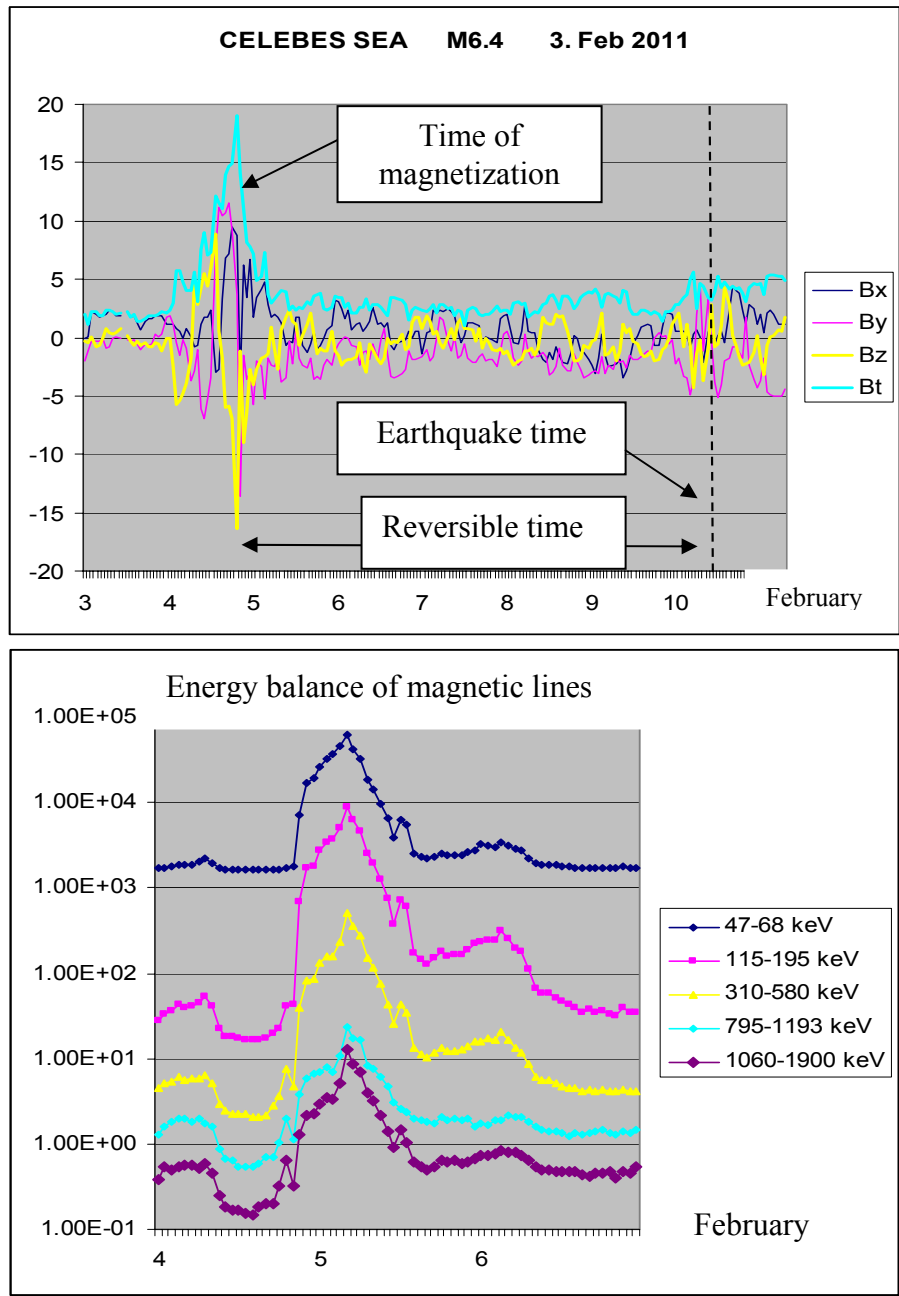 CELEBES SEA M6.4 3. Feb 2011
20
15
10
5
0
-5
-10
-15
-20
Time of
magnetization
Earthquake time
Reversible time
3 4 5 6 7 8 9 10
February
Bx
By
Bz
Bt
Energy balance of magnetic lines
1.00E+05
1.00E+04
1.00E+03
1.00E+02
1.00E+01
1.00E+00
1.00E-01
4 5 6
February
47-68 keV
115-195 keV
310-580 keV
795-1193 keV
1060-1900 keV